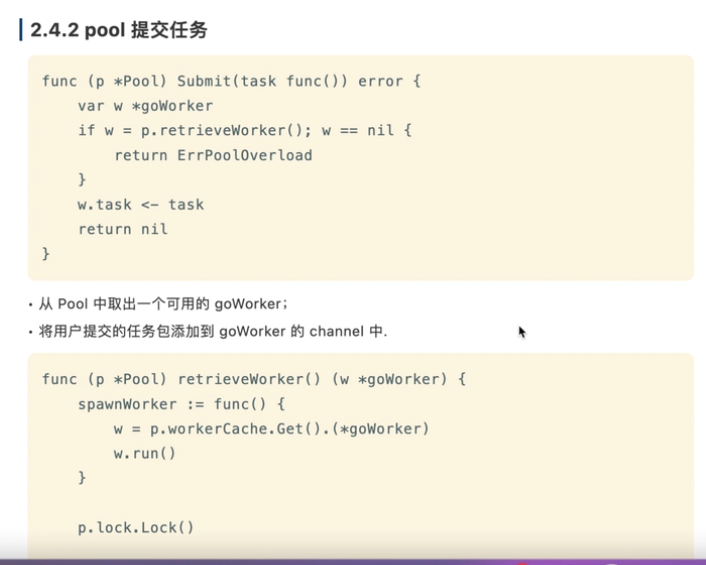 2.4.2 pool 提交任务
func (p *Pool) Submit(task func()) error {
    var w *goWorker
    if w = p.retrieveWorker(); w == nil {
        return ErrPoolOverload
    }
    w.task <- task
    return nil
}
• 从 Pool 中取出一个可用的 goWorker；
• 将用户提交的任务包添加到 goWorker 的 channel 中.
func (p *Pool) retrieveWorker() (w *goWorker) {
    spawnWorker := func() {
        w = p.workerCache.Get().(*goWorker)
        w.run()
    }
    p.lock.Lock()